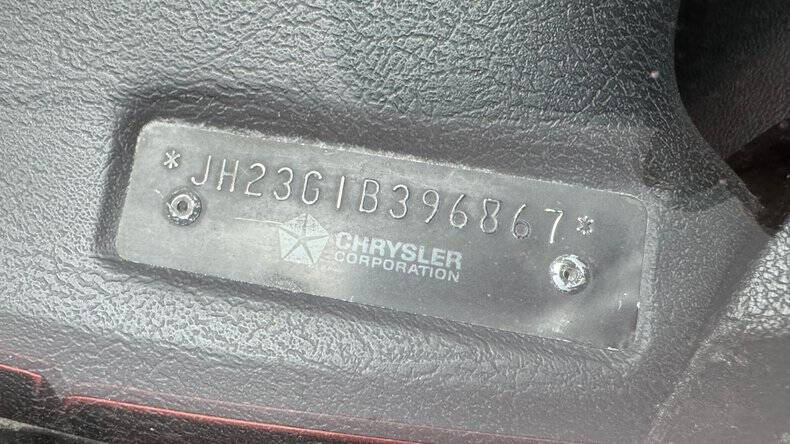 *JH23G1B396867*
CHRYSLER
CORPORATION